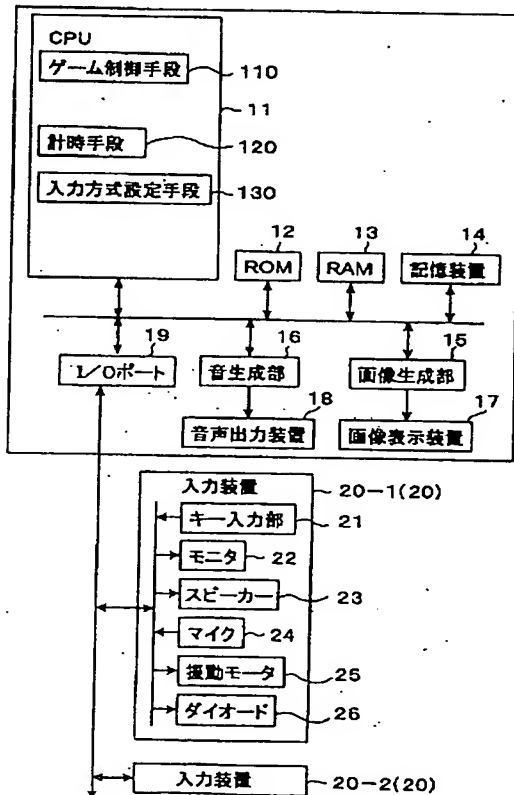 CPU
ゲーム制御手段 110
11
計時手段 120
入力方式設定手段 130
12 13 14
ROM RAM 記憶装置
19 16 15
I/Oポート 音生成部 画像生成部
18 17
音声出力装置 画像表示装置
入力装置 20-1(20)
キー入力部 21
モニタ 22
スピーカー 23
マイク 24
振動モータ 25
ダイオード 26
入力装置 20-2(20)